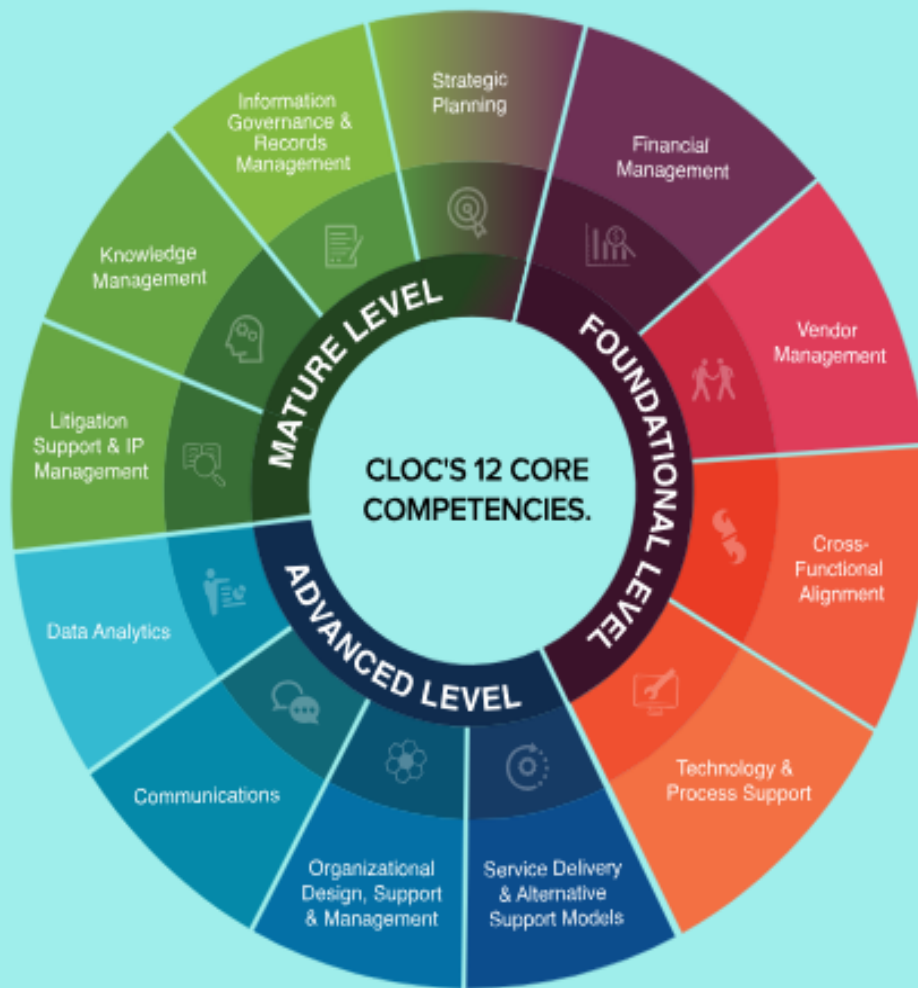 CLOC'S 12 CORE
COMPETENCIES.
FOUNDATIONAL LEVEL
Financial
Management
Vendor
Management
Cross-
Functional
Alignment
Technology &
Process Support
ADVANCED LEVEL
Service Delivery
& Alternative
Support Models
Organizational
Design, Support
& Management
Communications
Data Analytics
MATURE LEVEL
Litigation
Support & IP
Management
Knowledge
Management
Information
Governance &
Records
Management
Strategic
Planning